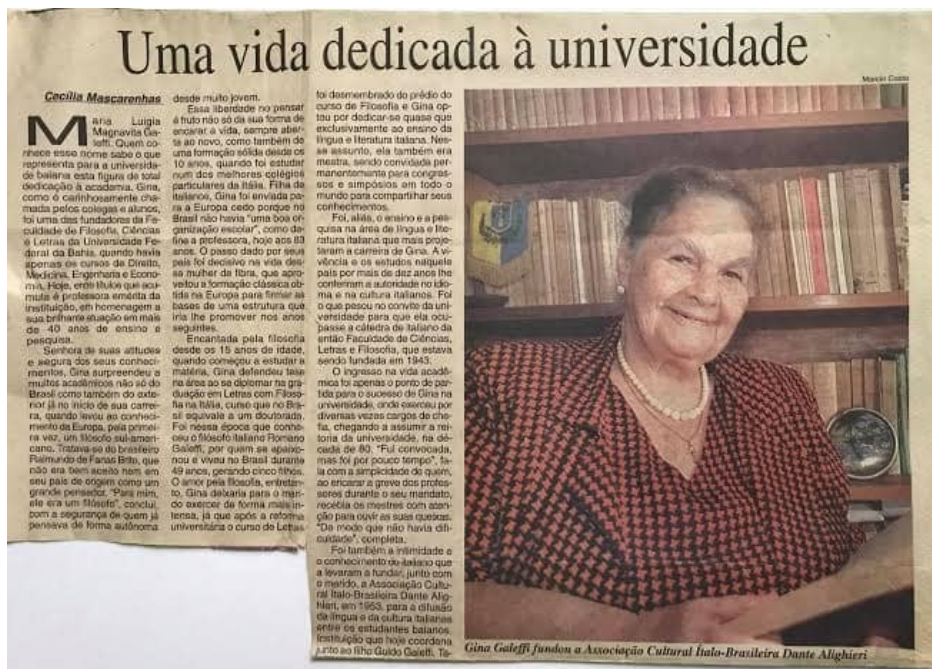 Uma vida dedicada à universidade
Marcio Costa
Cecília Mascarenhas
Maria Luigia
Magnavita Ga-
leffi. Quem co-
nhece esse nome sabe o que
representa para a universida-
de baiana esta figura de total
dedicação à academia. Gina,
como é carinhosamente cha-
mada pelos colegas e alunos,
foi uma das fundadoras da Fa-
culdade de Filosofia, Ciências
e Letras da Universidade Fe-
deral da Bahia, quando havia
apenas os cursos de Direito,
Medicina, Engenharia e Econo-
mia. Hoje, entre títulos que acu-
mula é professora emérita da
instituição, em homenagem a
sua brilhante atuação em mais
de 40 anos de ensino e
pesquisa.
Senhora de suas atitudes
e segura dos seus conheci-
mentos, Gina surpreendeu a
muitos acadêmicos não só do
Brasil como também do exte-
rior já no início de sua carrei-
ra, quando levou ao conheci-
mento da Europa, pela primei-
ra vez, um filósofo sul-ameri-
cano. Tratava-se do brasileiro
Raimundo de Farias Brito, que
não era bem aceito nem em
seu país de origem como um
grande pensador. "Para mim,
ele era um filósofo", conclui,
com a segurança de quem já
pensava de forma autônoma
desde muito jovem.
Essa liberdade no pensar
é fruto não só da sua forma de
encarar a vida, sempre aber-
ta ao novo, como também de
uma formação sólida desde os
10 anos, quando foi estudar
num dos melhores colégios
particulares da Itália. Filha de
italianos, Gina foi enviada para
a Europa cedo porque no
Brasil não havia "uma boa or-
ganização escolar", como de-
fine a professora, hoje aos 83
anos. O passo dado por seus
pais foi decisivo na vida des-
sa mulher de fibra, que apro-
veitou a formação clássica ob-
tida na Europa para firmar as
bases de uma estrutura que
iria lhe promover nos anos
seguintes.
Encantada pela filosofia
desde os 15 anos de idade,
quando começou a estudar a
matéria, Gina defendeu tese
na área ao se diplomar na gra-
duação em Letras com Filoso-
fia na Itália, curso que no Bra-
sil equivale a um doutorado.
Foi nessa época que conhe-
ceu o filósofo italiano Romano
Galeffi, por quem se apaixo-
nou e viveu no Brasil durante
49 anos, gerando cinco filhos.
O amor pela filosofia, entretan-
to, Gina deixaria para o mari-
do exercer de forma mais in-
tensa, já que após a reforma
universitária o curso de Letras
foi desmembrado do prédio do
curso de Filosofia e Gina op-
tou por dedicar-se quase que
exclusivamente ao ensino da
língua e literatura italiana. Nes-
se assunto, ela também era
mestra, sendo convidada per-
manentemente para congres-
sos e simpósios em todo o
mundo para compartilhar seus
conhecimentos.
Foi, aliás, o ensino e a pes-
quisa na área de língua e lite-
ratura italiana que mais proje-
taram a carreira de Gina. A vi-
vência e os estudos naquele
país por mais de dez anos lhe
conferiram a autoridade no idio-
ma e na cultura italianos. Foi
o que pesou no convite da uni-
versidade para que ela ocu-
passe a cátedra de italiano da
então Faculdade de Ciências,
Letras e Filosofia, que estava
sendo fundada em 1943.
O ingresso na vida acadê-
mica foi apenas o ponto de par-
tida para o sucesso de Gina na
universidade, onde exerceu por
diversas vezes cargos de che-
fia, chegando a assumir a rei-
toria da universidade, na dé-
cada de 80. "Fui convocada,
mas foi por pouco tempo", fa-
la com a simplicidade de quem,
ao encarar a greve dos profes-
sores durante o seu mandato,
recebia os mestres com aten-
ção para ouvir as suas queixas.
"De modo que não havia difi-
culdade", completa.
Foi também a intimidade e
o conhecimento do italiano que
a levaram a fundar, junto com
o marido, a Associação Cultu-
ral Ítalo-Brasileira Dante Alig-
hieri, em 1953, para a difusão
da língua e da cultura italianas
entre os estudantes baianos.
Instituição que hoje coordena
junto ao filho Guido Galeffi. Te-
Gina Galeffi fundou a Associação Cultural Ítalo-Brasileira Dante Alighieri